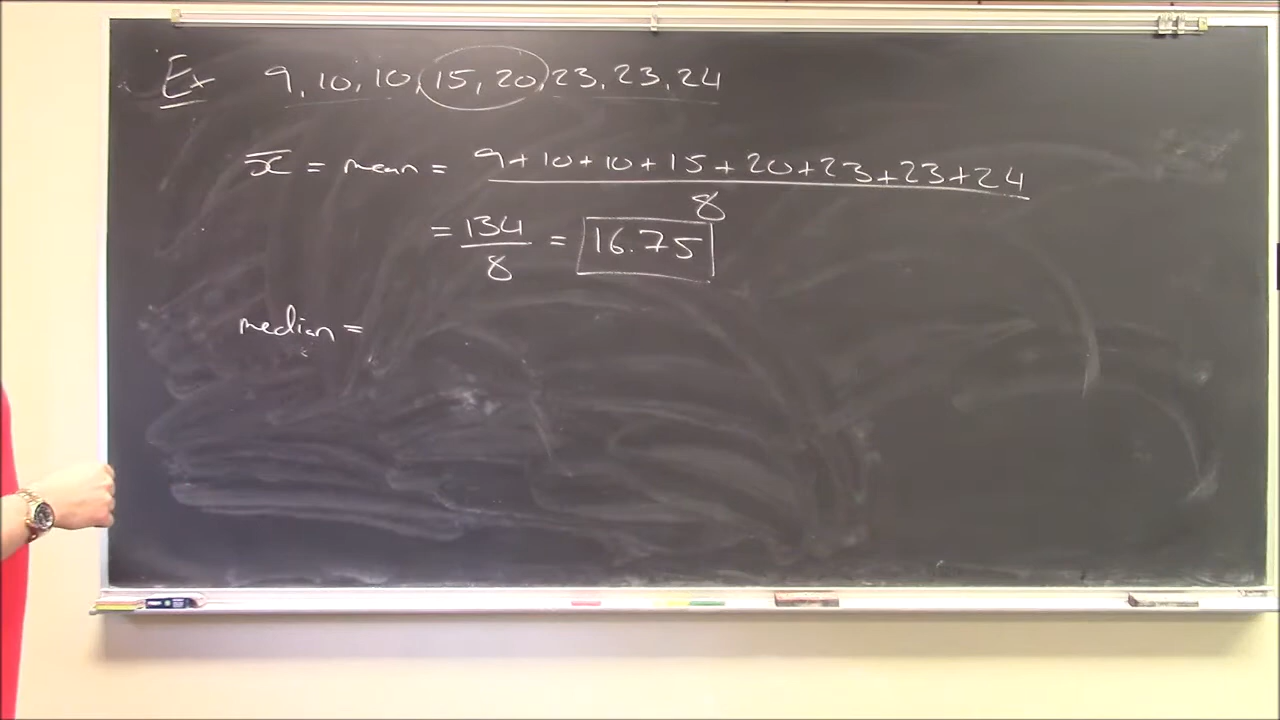 Ex 9, 10, 10, 15, 20, 23, 23, 24
x̄ = mean = 9+10+10+15+20+23+23+24
8
= 134/8 = 16.75
median =